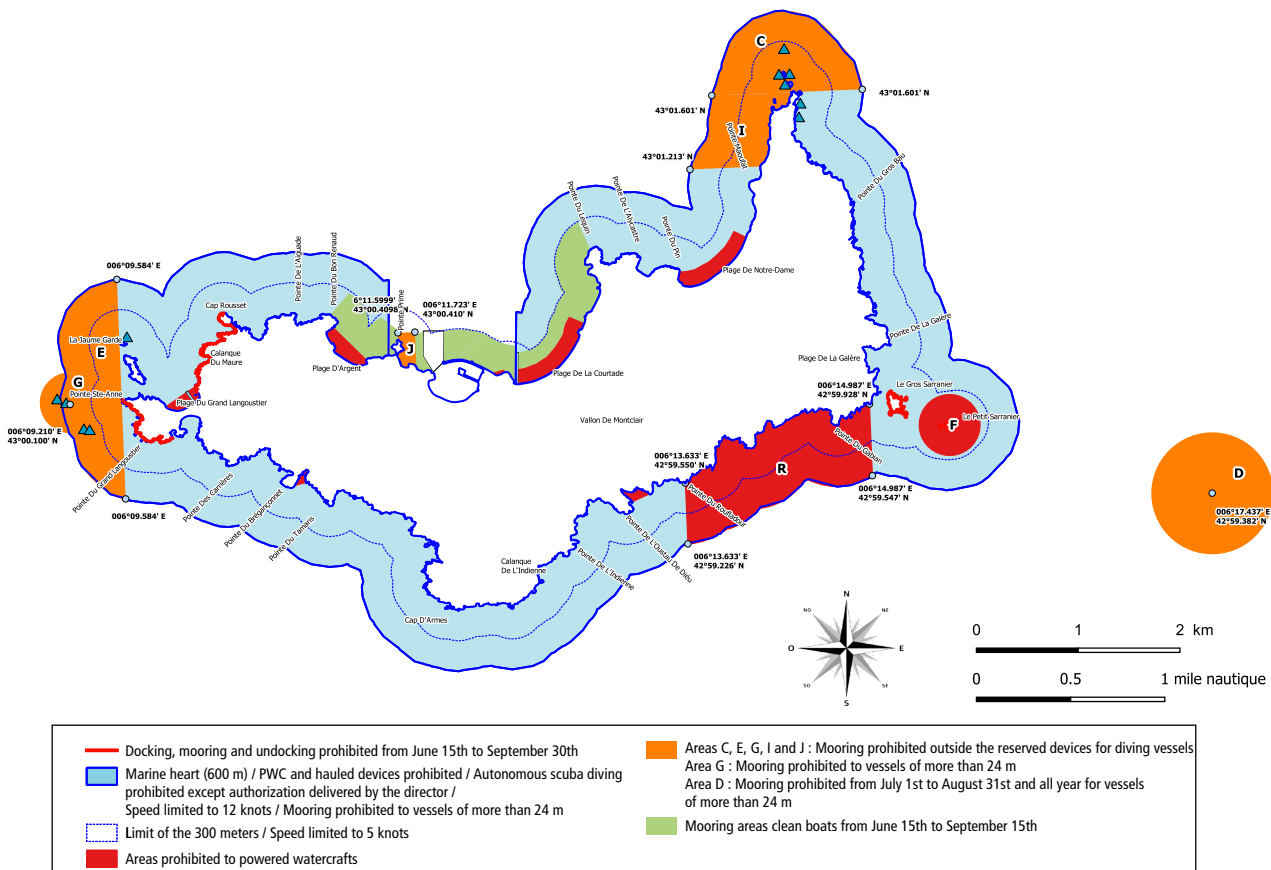 C
43°01.601' N
43°01.601' N
I
Pointe Maoufat
43°01.213' N
Pointe Du Gros Bau
Pointe Du Lequin
Pointe De L'Alycastre
Pointe Du Pin
Plage De Notre-Dame
006°09.584' E
Pointe De L'Aiguade
Pointe Du Bon Renaud
6°11.5999'
43°00.4098' N
Pointe Prime
006°11.723' E
43°00.410' N
Cap Rousset
La Jaume Garde
E
Calanque
Du Maure
J
Plage D'Argent
Plage De La Courtade
Pointe De La Galère
Plage De La Galère
G
Pointe Ste-Anne
Plage Du Grand Langoustier
006°14.987' E
42°59.928' N
Le Gros Sarranier
Le Petit Sarranier
F
Vallon De Montclair
006°09.210' E
43°00.100' N
Pointe Du Grand Langoustier
006°09.584' E
Pointe Des Carrières
Pointe Du Brégançonnet
Pointe Du Tamaris
006°13.633' E
42°59.550' N
R
Pointe Du Gabian
Pointe Du Rouffadour
006°14.987' E
42°59.547' N
D
006°17.437' E
42°59.382' N
Pointe De L'Oustau De Diéu
Pointe De L'Indienne
006°13.633' E
42°59.226' N
Calanque
De L'Indienne
Cap D'Armes
N
NO
NE
O
E
SO
SE
S
0 1 2 km
0 0.5 1 mile nautique
Docking, mooring and undocking prohibited from June 15th to September 30th
Marine heart (600 m) / PWC and hauled devices prohibited / Autonomous scuba diving
prohibited except authorization delivered by the director /
Speed limited to 12 knots / Mooring prohibited to vessels of more than 24 m
Limit of the 300 meters / Speed limited to 5 knots
Areas prohibited to powered watercrafts
Areas C, E, G, I and J : Mooring prohibited outside the reserved devices for diving vessels
Area G : Mooring prohibited to vessels of more than 24 m
Area D : Mooring prohibited from July 1st to August 31st and all year for vessels
of more than 24 m
Mooring areas clean boats from June 15th to September 15th